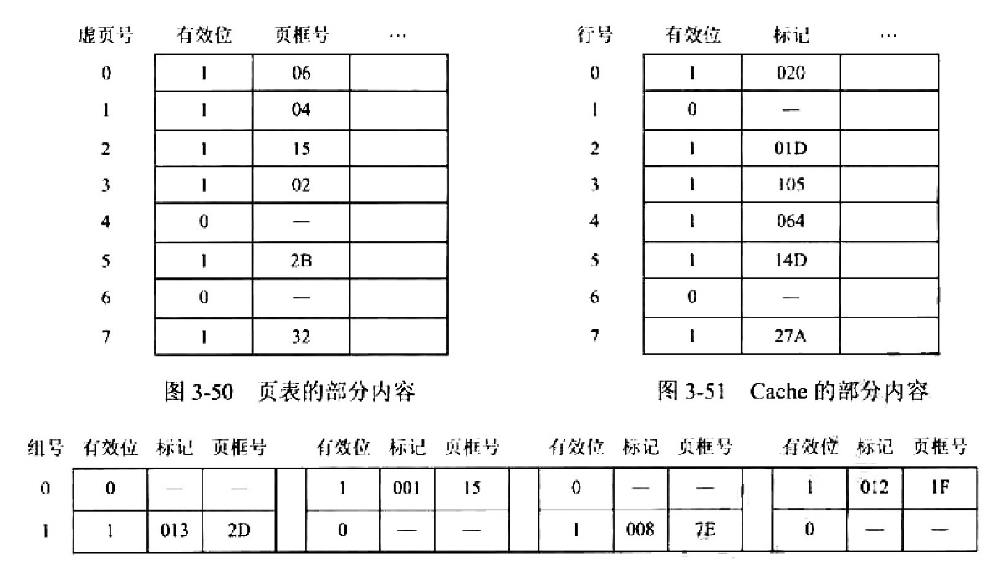 虚页号 有效位 页框号 …
0 1 06
1 1 04
2 1 15
3 1 02
4 0 —
5 1 2B
6 0 —
7 1 32
图 3-50 页表的部分内容
行号 有效位 标记 …
0 1 020
1 0 —
2 1 01D
3 1 105
4 1 064
5 1 14D
6 0 —
7 1 27A
图 3-51 Cache 的部分内容
组号 有效位 标记 页框号 有效位 标记 页框号 有效位 标记 页框号 有效位 标记 页框号
0 0 — — 1 001 15 0 — — 1 012 1F
1 1 013 2D 0 — — 1 008 7E 0 — —